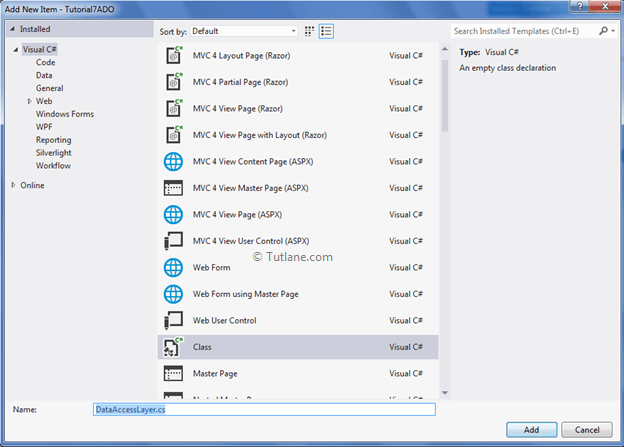 Add New Item - Tutorial7ADO
Installed
Sort by: Default
Search Installed Templates (Ctrl+E)
Visual C#
Code
Data
General
Web
Windows Forms
WPF
Reporting
Silverlight
Workflow
Online
MVC 4 Layout Page (Razor) Visual C#
MVC 4 Partial Page (Razor) Visual C#
MVC 4 View Page (Razor) Visual C#
MVC 4 View Page with Layout (Razor) Visual C#
MVC 4 View Content Page (ASPX) Visual C#
MVC 4 View Master Page (ASPX) Visual C#
MVC 4 View Page (ASPX) Visual C#
MVC 4 View User Control (ASPX) Visual C#
© Tutlane.com
Web Form Visual C#
Web Form using Master Page Visual C#
Web User Control Visual C#
Class Visual C#
Master Page Visual C#
Type: Visual C#
An empty class declaration
Name: DataAccessLayer.cs
Add
Cancel